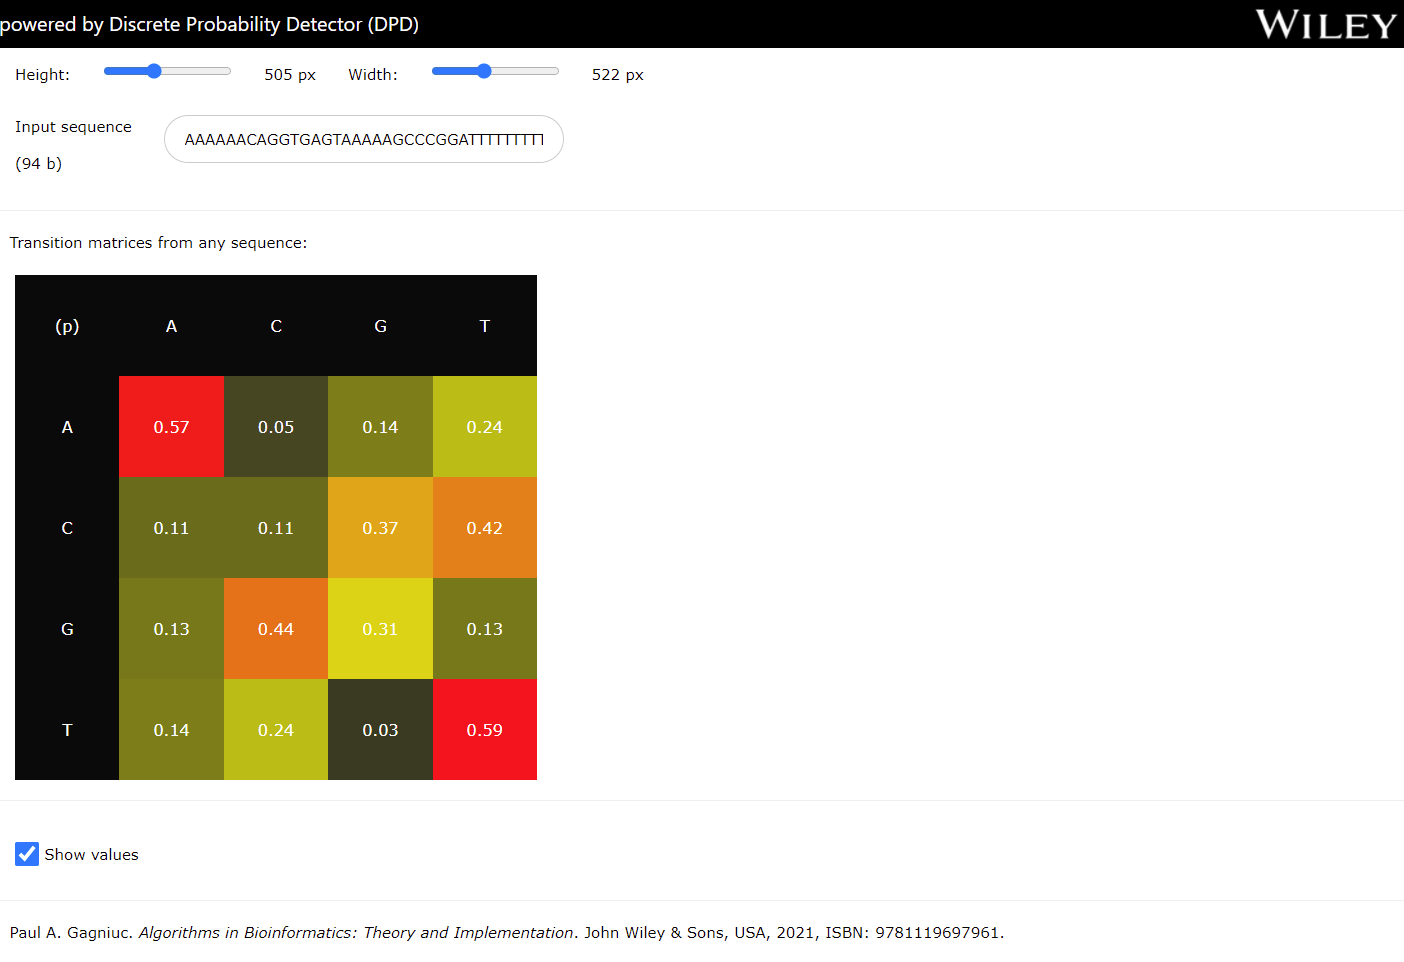 powered by Discrete Probability Detector (DPD)
WILEY
Height: 505 px Width: 522 px
Input sequence
(94 b)
AAAAAACAGGTGAGTAAAAAGCCCGGATTTTTTTTT
Transition matrices from any sequence:
(p) A C G T
A 0.57 0.05 0.14 0.24
C 0.11 0.11 0.37 0.42
G 0.13 0.44 0.31 0.13
T 0.14 0.24 0.03 0.59
Show values
Paul A. Gagniuc. Algorithms in Bioinformatics: Theory and Implementation. John Wiley & Sons, USA, 2021, ISBN: 9781119697961.